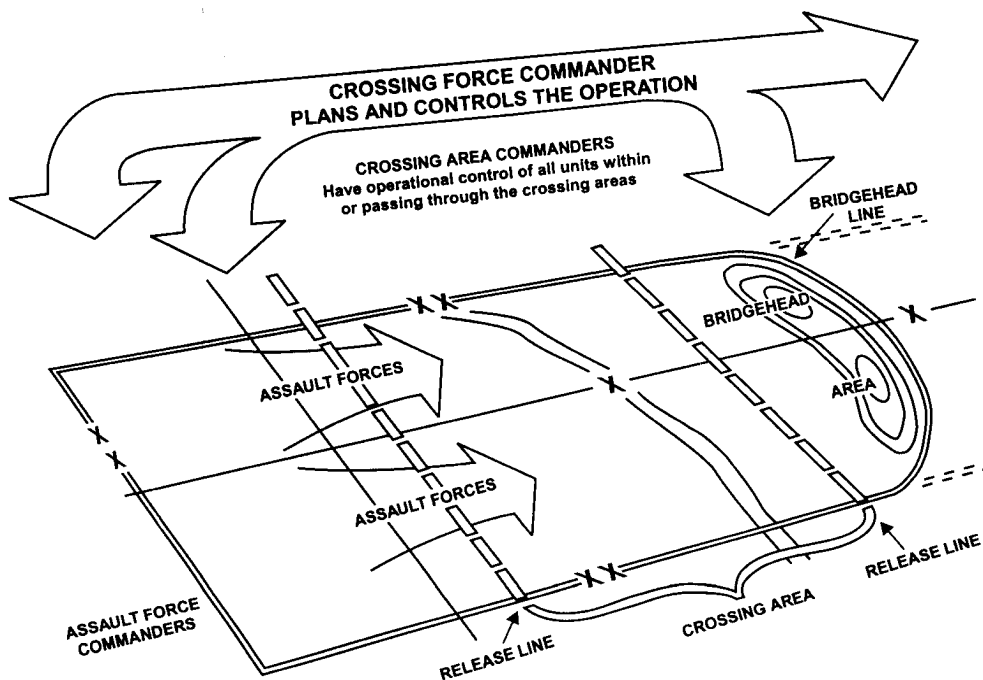 CROSSING FORCE COMMANDER
PLANS AND CONTROLS THE OPERATION
CROSSING AREA COMMANDERS
Have operational control of all units within
or passing through the crossing areas
BRIDGEHEAD
LINE
BRIDGEHEAD
AREA
ASSAULT FORCES
ASSAULT FORCES
ASSAULT FORCE
COMMANDERS
RELEASE LINE
CROSSING AREA
RELEASE LINE
X X
X
X
X
X
X X